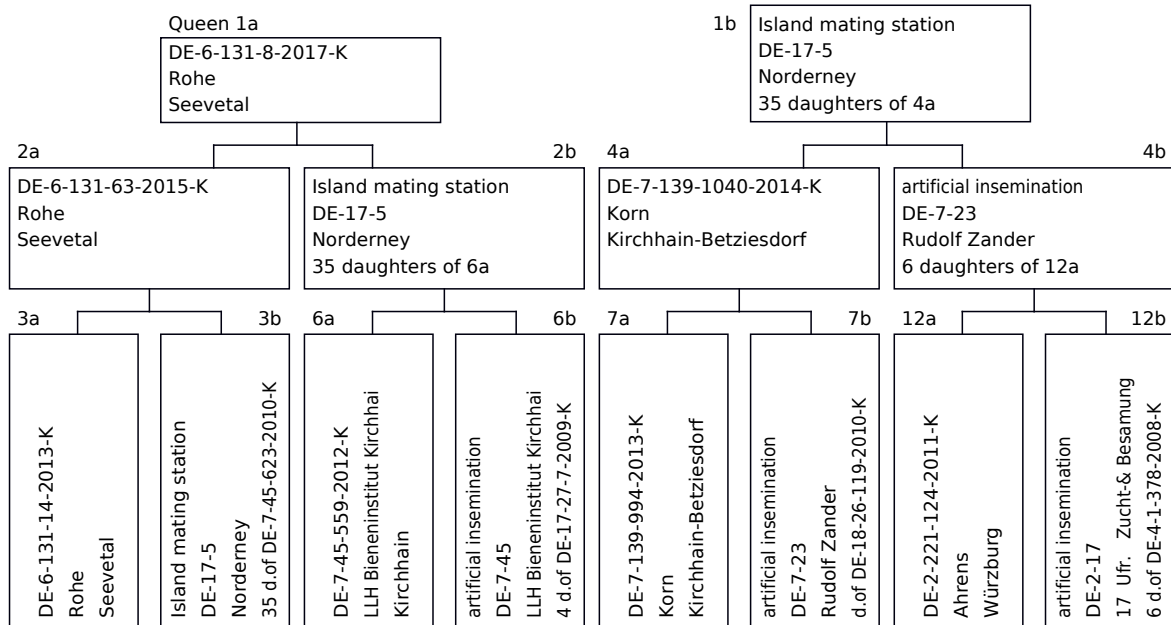 Queen 1a
DE-6-131-8-2017-K
Rohe
Seevetal
1b
Island mating station
DE-17-5
Norderney
35 daughters of 4a
2a
DE-6-131-63-2015-K
Rohe
Seevetal
2b
Island mating station
DE-17-5
Norderney
35 daughters of 6a
4a
DE-7-139-1040-2014-K
Korn
Kirchhain-Betziesdorf
4b
artificial insemination
DE-7-23
Rudolf Zander
6 daughters of 12a
3a
DE-6-131-14-2013-K
Rohe
Seevetal
3b
Island mating station
DE-17-5
Norderney
35 d.of DE-7-45-623-2010-K
6a
DE-7-45-559-2012-K
LLH Bieneninstitut Kirchhai
Kirchhain
6b
artificial insemination
DE-7-45
LLH Bieneninstitut Kirchhai
4 d.of DE-17-27-7-2009-K
7a
DE-7-139-994-2013-K
Korn
Kirchhain-Betziesdorf
7b
artificial insemination
DE-7-23
Rudolf Zander
d.of DE-18-26-119-2010-K
12a
DE-2-221-124-2011-K
Ahrens
Würzburg
12b
artificial insemination
DE-2-17
17 Ufr. Zucht-& Besamung
6 d.of DE-4-1-378-2008-K